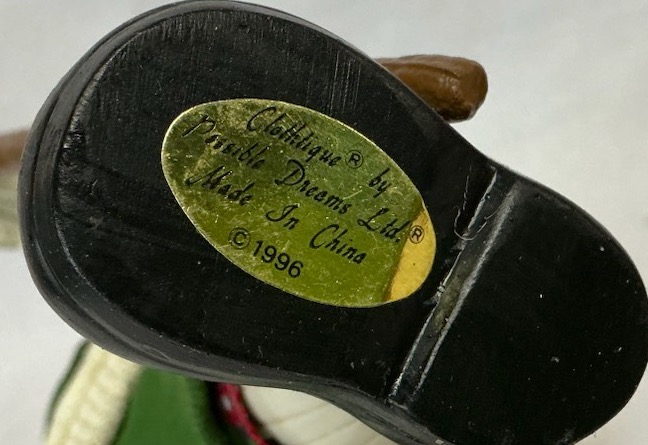 Clothtique® by
Possible Dreams Ltd.®
Made In China
© 1996